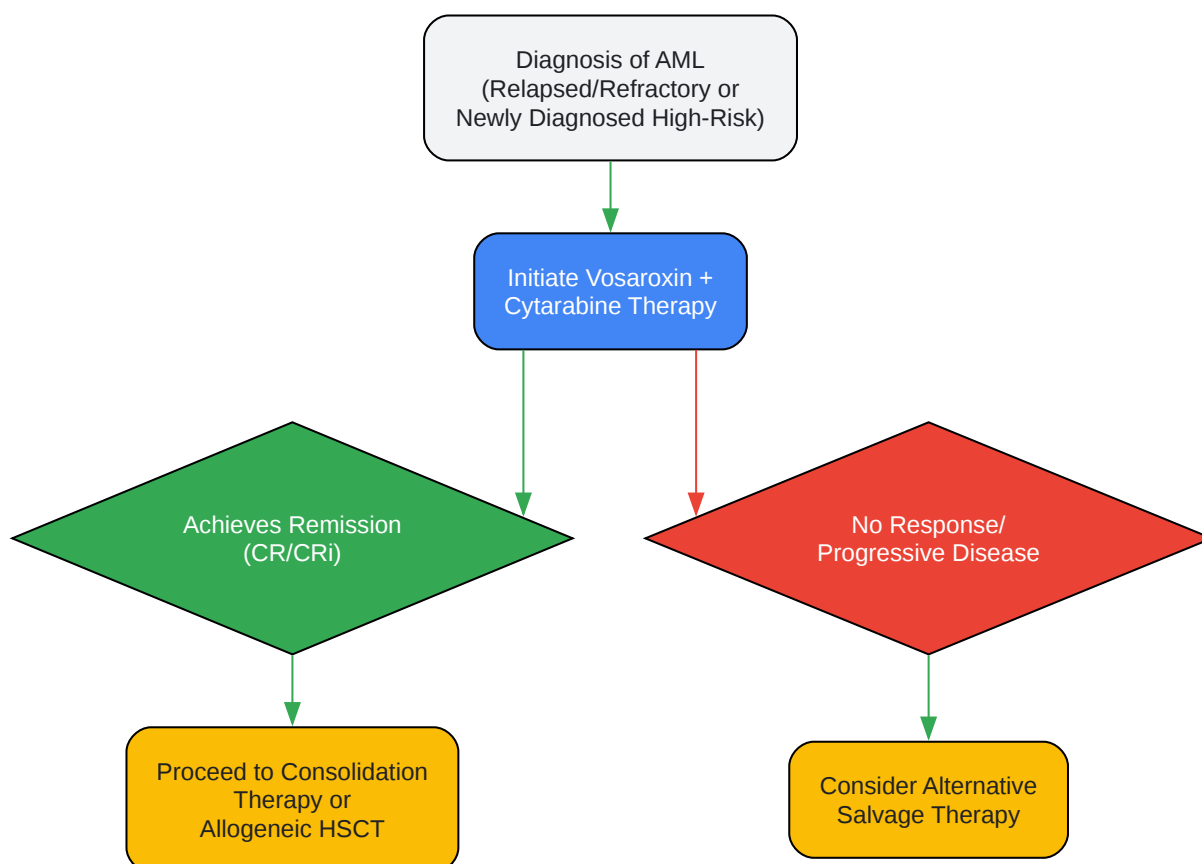 Diagnosis of AML
(Relapsed/Refractory or
Newly Diagnosed High-Risk)
Initiate Vosaroxin +
Cytarabine Therapy
Achieves Remission
(CR/CRi)
No Response/
Progressive Disease
Proceed to Consolidation
Therapy or
Allogeneic HSCT
Consider Alternative
Salvage Therapy